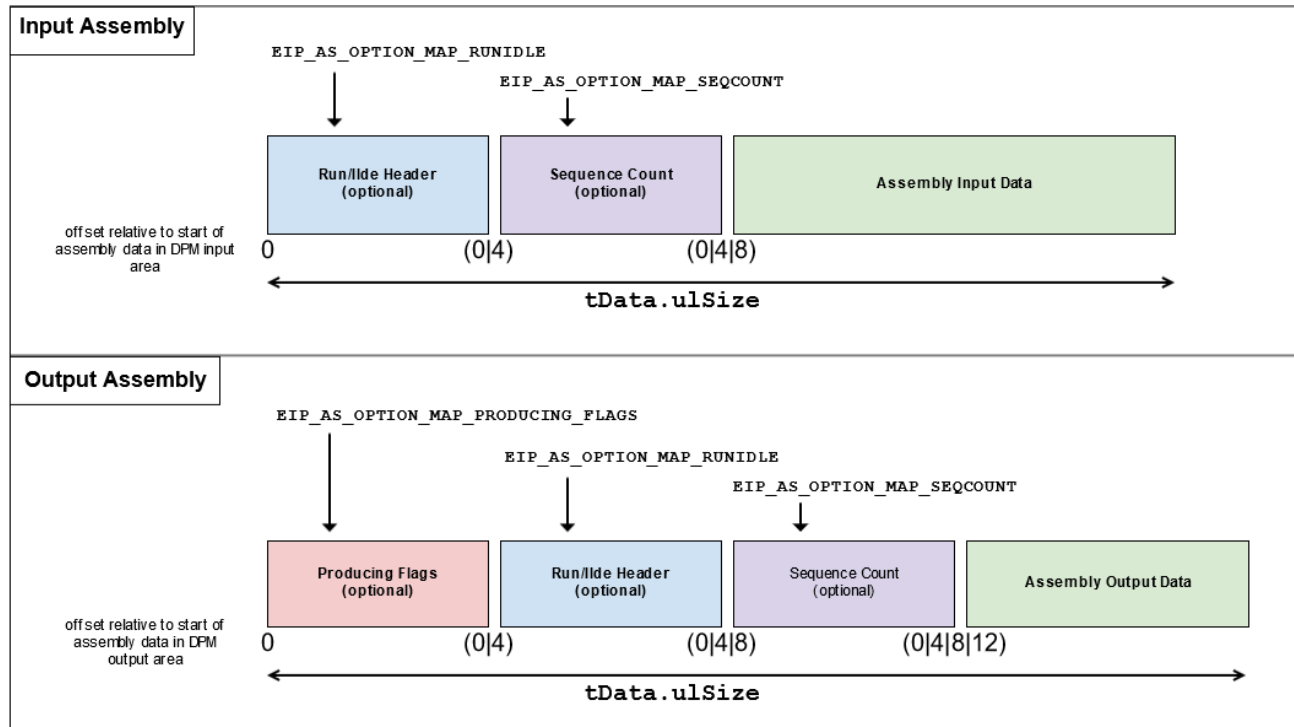 Input Assembly
EIP_AS_OPTION_MAP_RUNIDLE
EIP_AS_OPTION_MAP_SEQCOUNT
Run/Ilde Header
(optional)
Sequence Count
(optional)
Assembly Input Data
offset relative to start of
assembly data in DPM input
area
0
(0|4)
(0|4|8)
tData.ulSize
Output Assembly
EIP_AS_OPTION_MAP_PRODUCING_FLAGS
EIP_AS_OPTION_MAP_RUNIDLE
EIP_AS_OPTION_MAP_SEQCOUNT
Producing Flags
(optional)
Run/Ilde Header
(optional)
Sequence Count
(optional)
Assembly Output Data
offset relative to start of
assembly data in DPM
output area
0
(0|4)
(0|4|8)
(0|4|8|12)
tData.ulSize